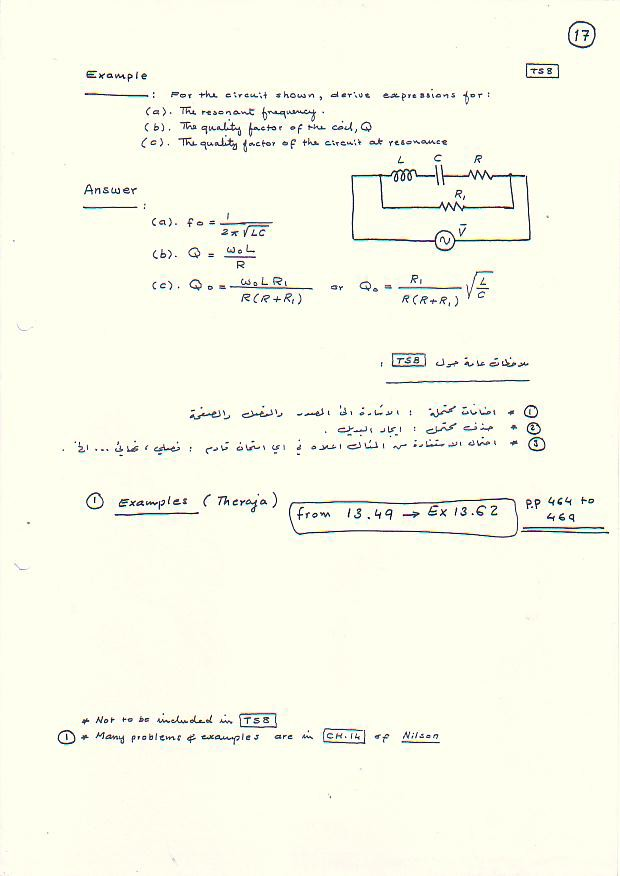 17
TSB
Example
: For the circuit shown, derive expressions for:
(a). The resonant frequency.
(b). The quality factor of the coil, Q
(c). The quality factor of the circuit at resonance
L C R
R₁
V̄
Answer
:
(a). fo = 1 / 2π√LC
(b). Q = ωoL / R
(c). Qo = ωoLR₁ / R(R+R₁) or Qo = R₁ / R(R+R₁) √L/C
ملاحظات عامة حول TSB :
① * اضافات محتملة : الاشارة الى المصدر والفصل والصفحة
② * حذف محتمل : ايجاد البديل .
③ * احتمال الاستفادة من المثال اعلاه في اي امتحان قادم : فصلي، نهائي ... الخ .
① Examples (Theraja) from 13.49 → Ex 13.62 P.P 464 to 469
* Not to be included in TSB
① * Many problems & examples are in CH.14 of Nilson